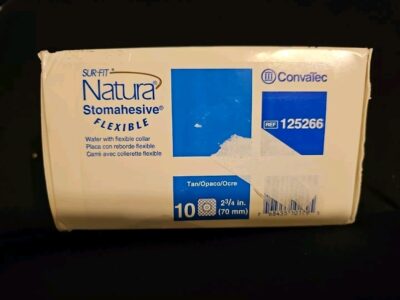 SUR-FIT®
Natura®
Stomahesive®
FLEXIBLE
Wafer with flexible collar
Placa con reborde flexible
Carré avec collerette flexible
ConvaTec
REF 125266
Tan/Opaco/Ocre
10 2 3/4 in.
(70 mm)